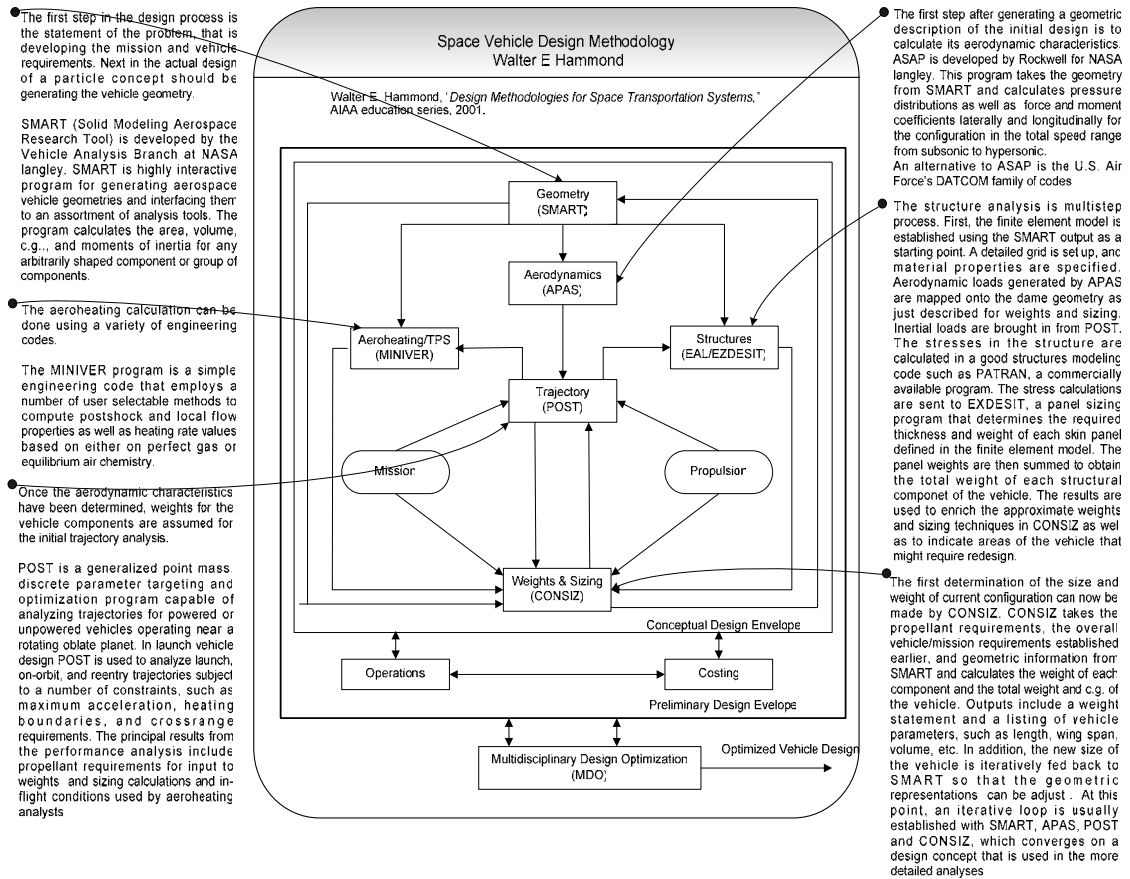 The first step in the design process is
the statement of the problem, that is
developing the mission and vehicle
requirements. Next in the actual design
of a particle concept should be
generating the vehicle geometry.
SMART (Solid Modeling Aerospace
Research Tool) is developed by the
Vehicle Analysis Branch at NASA
langley. SMART is highly interactive
program for generating aerospace
vehicle geometries and interfacing them
to an assortment of analysis tools. The
program calculates the area, volume,
c.g.., and moments of inertia for any
arbitrarily shaped component or group of
components.
The aeroheating calculation can be
done using a variety of engineering
codes.
The MINIVER program is a simple
engineering code that employs a
number of user selectable methods to
compute postshock and local flow
properties as well as heating rate values
based on either on perfect gas or
equilibrium air chemistry.
Once the aerodynamic characteristics
have been determined, weights for the
vehicle components are assumed for
the initial trajectory analysis.
POST is a generalized point mass
discrete parameter targeting and
optimization program capable of
analyzing trajectories for powered or
unpowered vehicles operating near a
rotating oblate planet. In launch vehicle
design POST is used to analyze launch,
on-orbit, and reentry trajectories subject
to a number of constraints, such as
maximum acceleration, heating
boundaries, and crossrange
requirements. The principal results from
the performance analysis include
propellant requirements for input to
weights and sizing calculations and in-
flight conditions used by aeroheating
analysts
Space Vehicle Design Methodology
Walter E Hammond
Walter E. Hammond, 'Design Methodologies for Space Transportation Systems,"
AIAA education series, 2001.
Geometry
(SMART)
Aerodynamics
(APAS)
Aeroheating/TPS
(MINIVER)
Structures
(EAL/EZDESIT)
Trajectory
(POST)
Mission
Propulsion
Weights & Sizing
(CONSIZ)
Conceptual Design Envelope
Operations
Costing
Preliminary Design Evelope
Multidisciplinary Design Optimization
(MDO)
Optimized Vehicle Design
The first step after generating a geometric
description of the initial design is to
calculate its aerodynamic characteristics.
ASAP is developed by Rockwell for NASA
langley. This program takes the geometry
from SMART and calculates pressure
distributions as well as force and moment
coefficients laterally and longitudinally for
the configuration in the total speed range
from subsonic to hypersonic.
An alternative to ASAP is the U.S. Air
Force's DATCOM family of codes
The structure analysis is multistep
process. First, the finite element model is
established using the SMART output as a
starting point. A detailed grid is set up, and
material properties are specified.
Aerodynamic loads generated by APAS
are mapped onto the dame geometry as
just described for weights and sizing.
Inertial loads are brought in from POST.
The stresses in the structure are
calculated in a good structures modeling
code such as PATRAN, a commercially
available program. The stress calculations
are sent to EXDESIT, a panel sizing
program that determines the required
thickness and weight of each skin panel
defined in the finite element model. The
panel weights are then summed to obtain
the total weight of each structural
componet of the vehicle. The results are
used to enrich the approximate weights
and sizing techniques in CONSIZ as wel
as to indicate areas of the vehicle that
might require redesign.
The first determination of the size and
weight of current configuration can now be
made by CONSIZ. CONSIZ takes the
propellant requirements, the overall
vehicle/mission requirements established
earlier, and geometric information from
SMART and calculates the weight of each
component and the total weight and c.g. of
the vehicle. Outputs include a weight
statement and a listing of vehicle
parameters, such as length, wing span,
volume, etc. In addition, the new size of
the vehicle is iteratively fed back to
SMART so that the geometric
representations can be adjust . At this
point, an iterative loop is usually
established with SMART, APAS, POST
and CONSIZ, which converges on a
design concept that is used in the more
detailed analyses